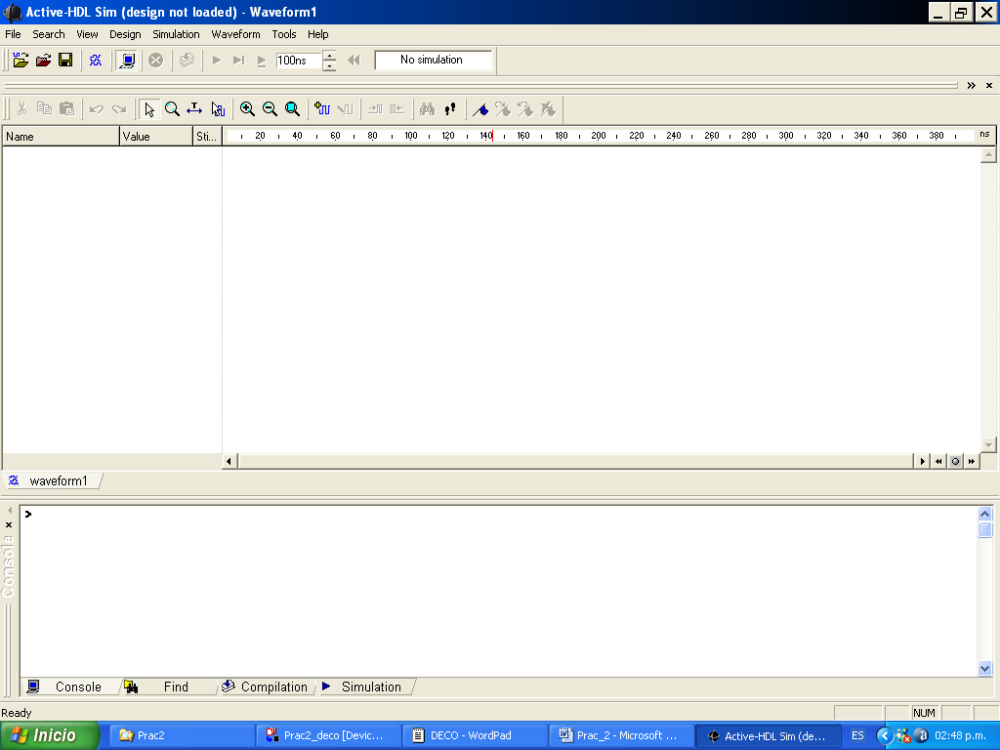 Active-HDL Sim (design not loaded) - Waveform1
File Search View Design Simulation Waveform Tools Help
100ns No simulation
Name Value Sti... 20 40 60 80 100 120 140 160 180 200 220 240 260 280 300 320 340 360 380 ns
waveform1
>
Consola
Console Find Compilation Simulation
Ready NUM
Inicio Prac2 Prac2_deco [Devic... DECO - WordPad Prac_2 - Microsoft ... Active-HDL Sim (de... ES 02:48 p.m.